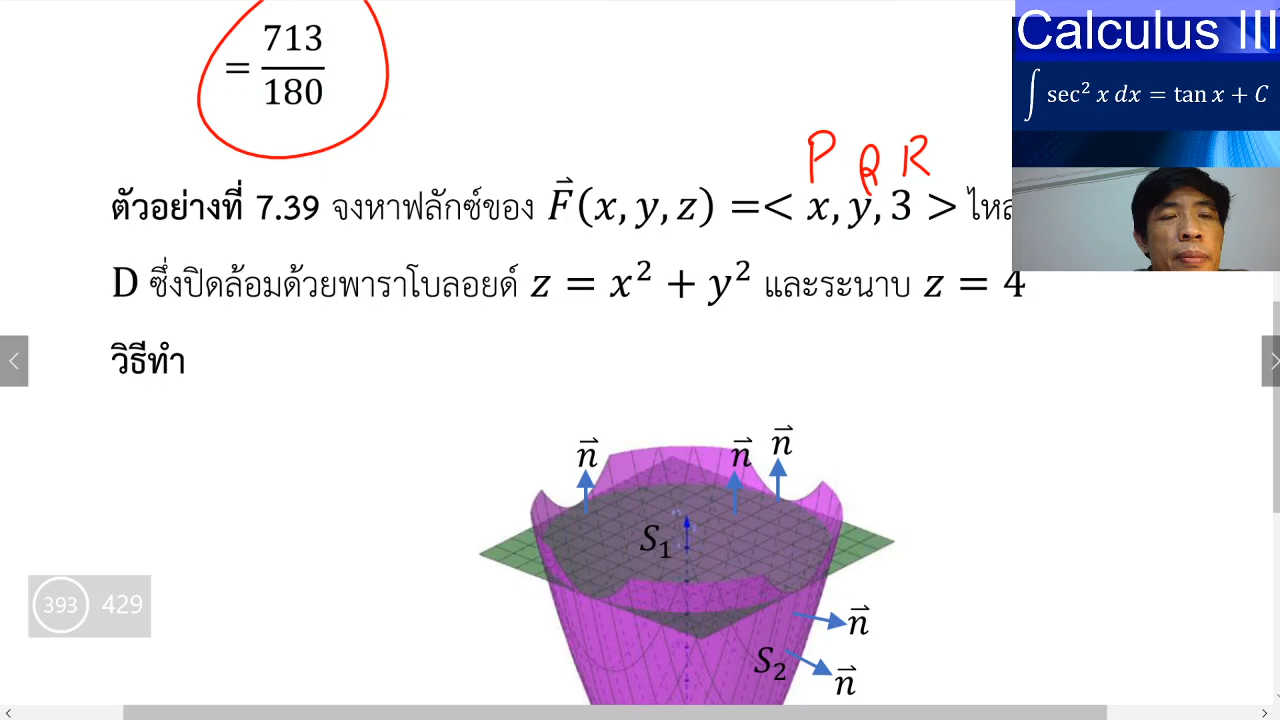 = 713/180
Calculus III
∫ sec² x dx = tan x + C
P Q R
ตัวอย่างที่ 7.39 จงหาฟลักซ์ของ F⃗(x, y, z) =< x, y, 3 >
D ซึ่งปิดล้อมด้วยพาราโบลอยด์ z = x² + y² และระนาบ z = 4
วิธีทำ
n⃗ n⃗ n⃗
S₁
393 429
n⃗
S₂
n⃗